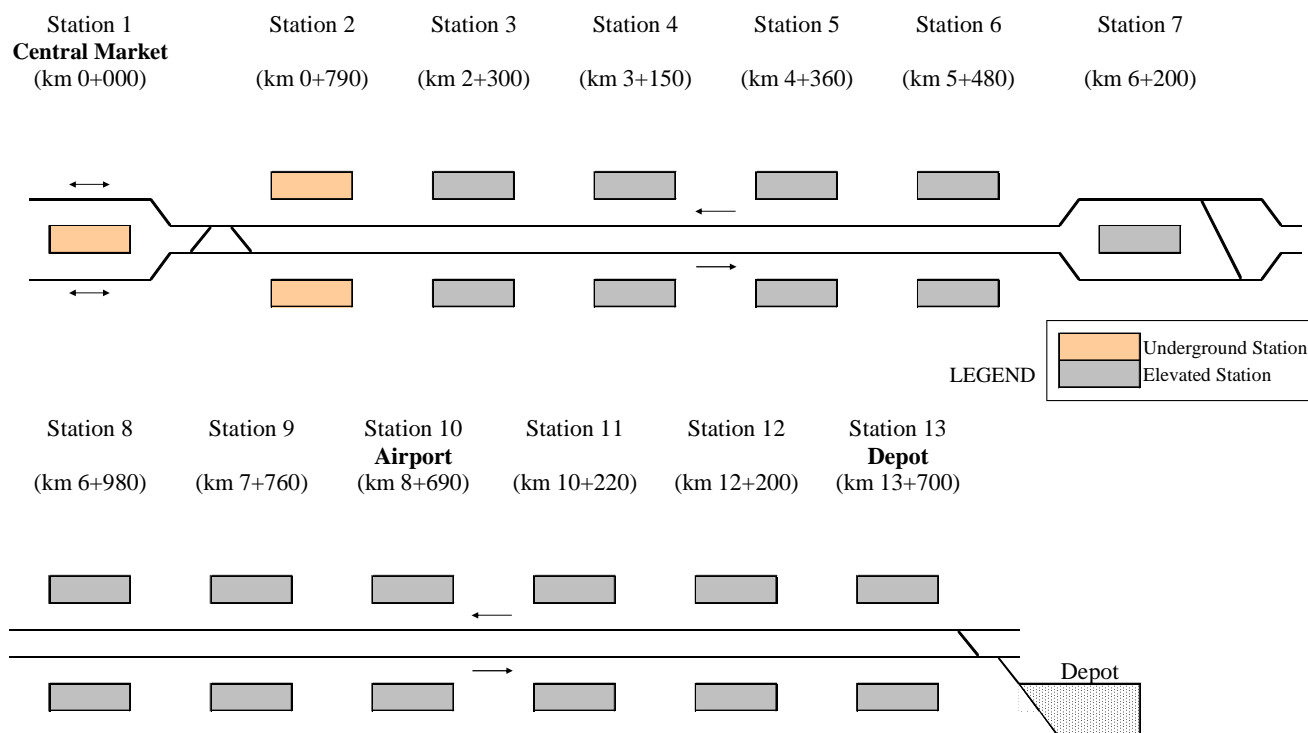 Station 1 Station 2 Station 3 Station 4 Station 5 Station 6 Station 7
Central Market
(km 0+000) (km 0+790) (km 2+300) (km 3+150) (km 4+360) (km 5+480) (km 6+200)
LEGEND
Underground Station
Elevated Station
Station 8 Station 9 Station 10 Station 11 Station 12 Station 13
Airport Depot
(km 6+980) (km 7+760) (km 8+690) (km 10+220) (km 12+200) (km 13+700)
Depot